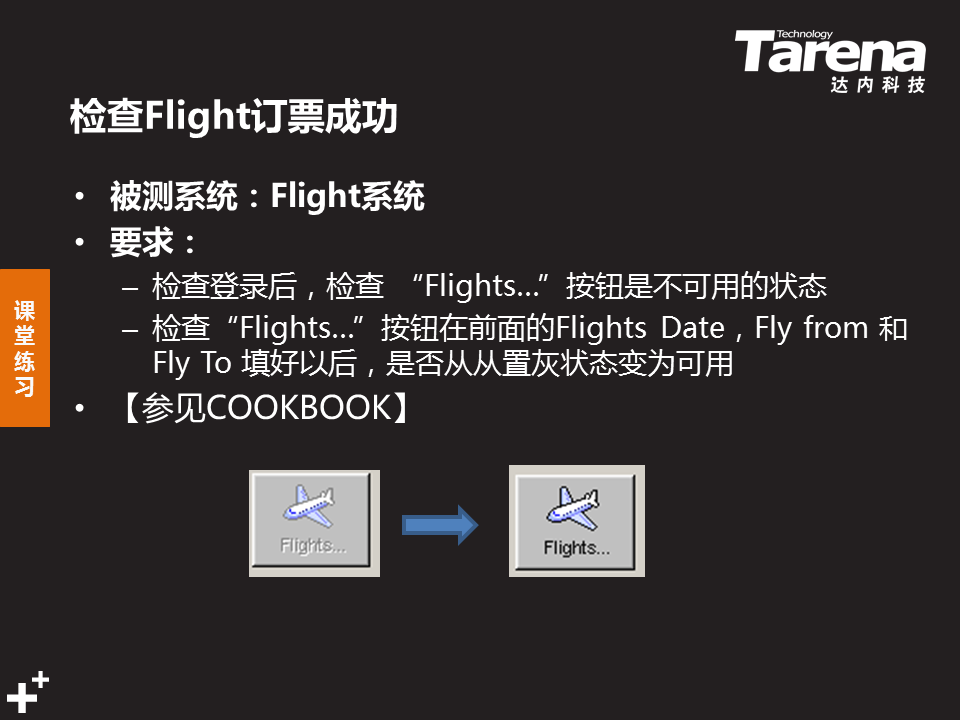 Technology
Tarena
达内科技
检查Flight订票成功
• 被测系统：Flight系统
• 要求：
– 检查登录后，检查 “Flights…”按钮是不可用的状态
– 检查“Flights…”按钮在前面的Flights Date，Fly from 和
Fly To 填好以后，是否从从置灰状态变为可用
• 【参见COOKBOOK】
课堂练习
Flights...
Flights...